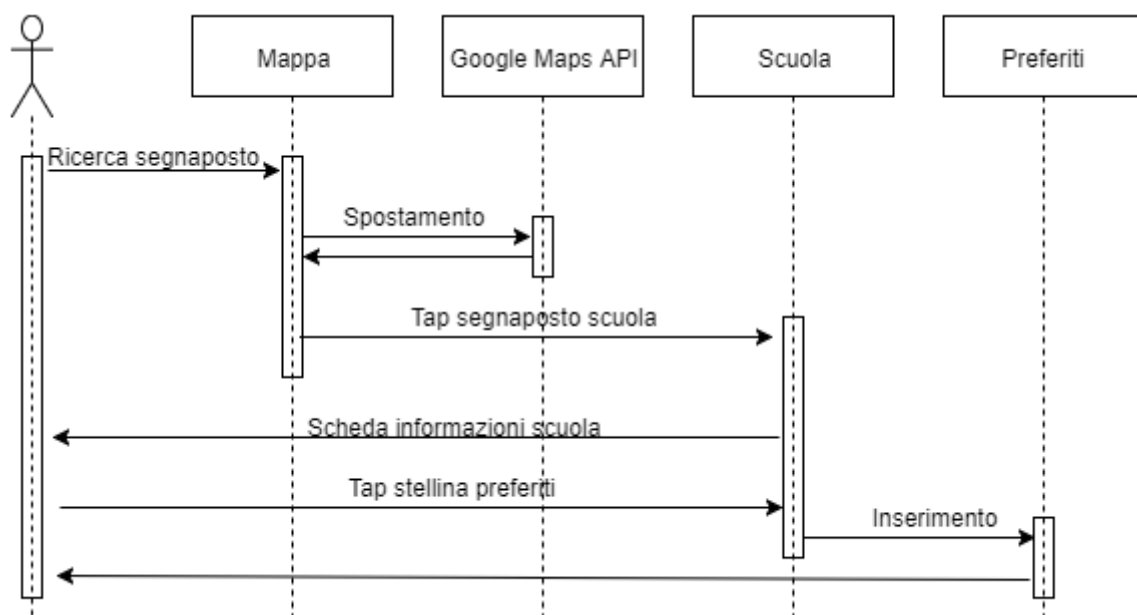 Mappa
Google Maps API
Scuola
Preferiti
Ricerca segnaposto
Spostamento
Tap segnaposto scuola
Scheda informazioni scuola
Tap stellina preferiti
Inserimento